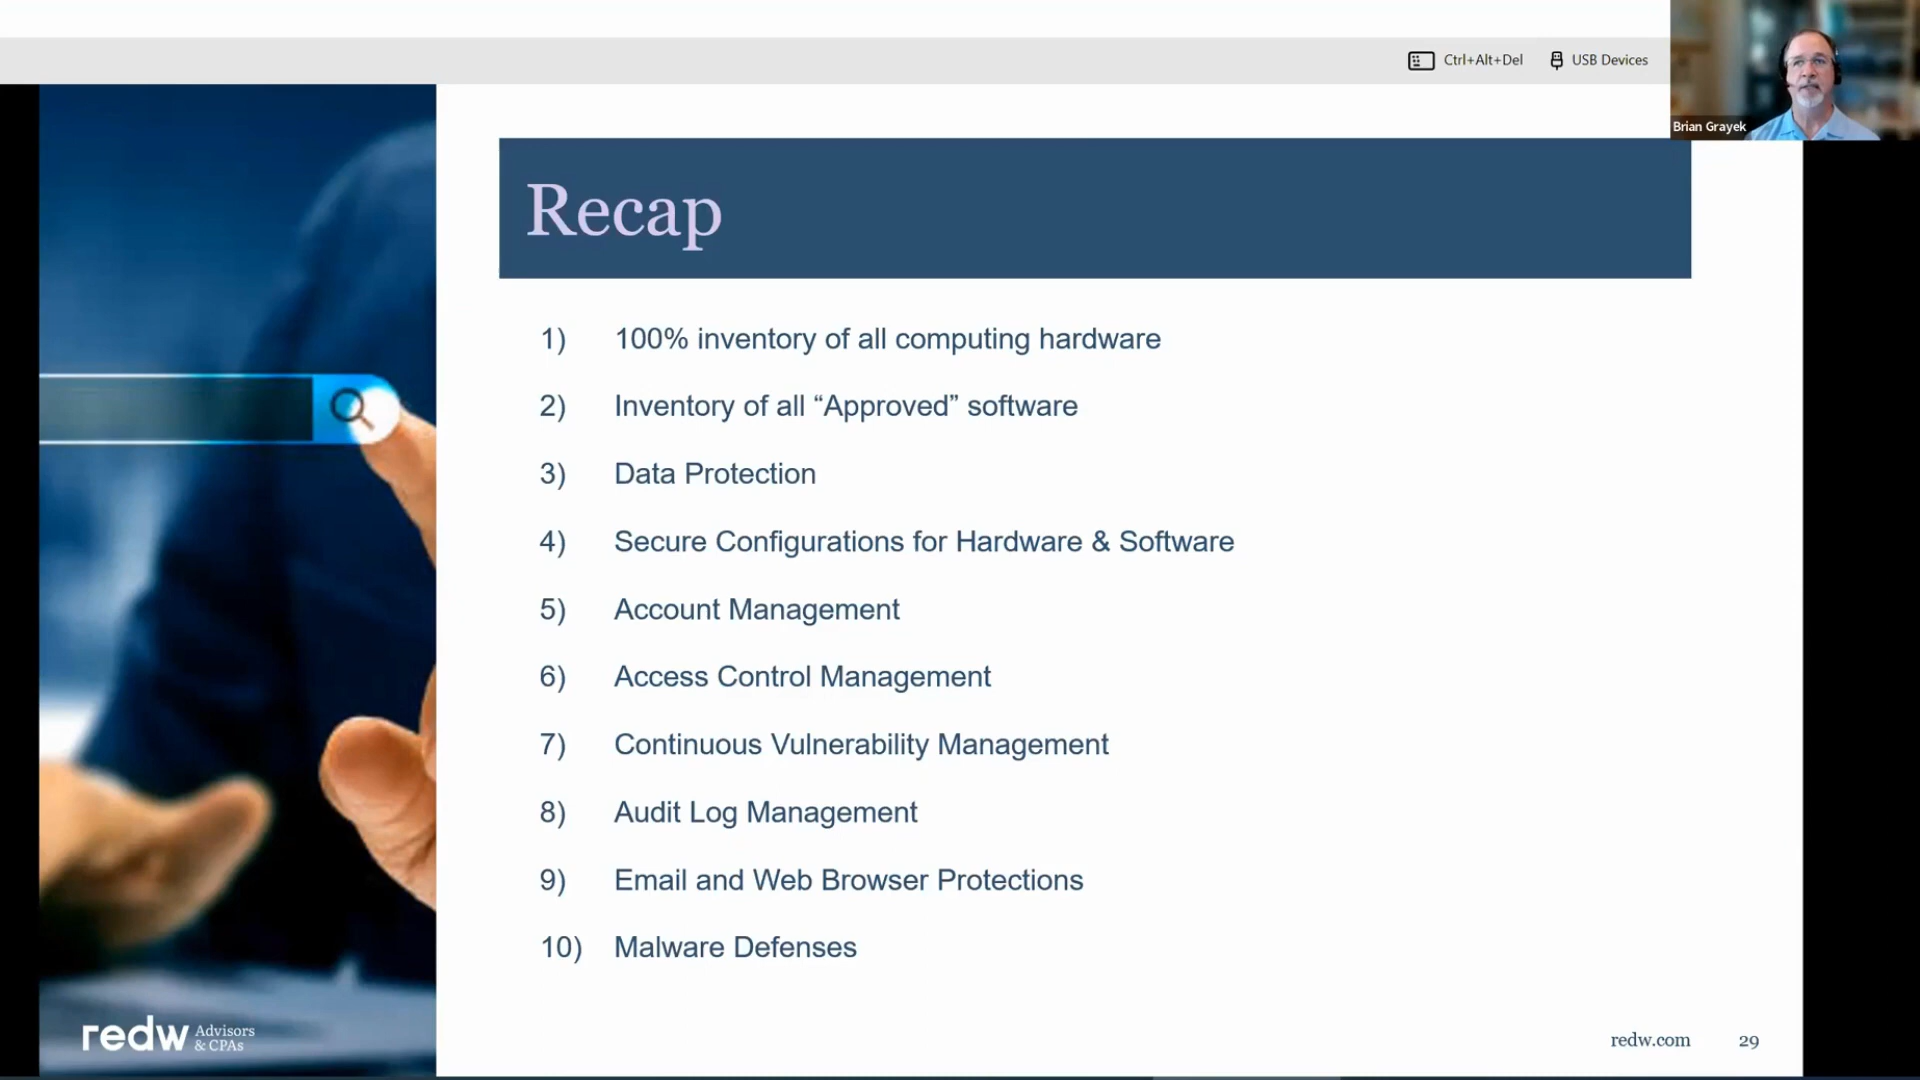 Ctrl+Alt+Del USB Devices
Brian Grayek
Recap
1) 100% inventory of all computing hardware
2) Inventory of all “Approved” software
3) Data Protection
4) Secure Configurations for Hardware & Software
5) Account Management
6) Access Control Management
7) Continuous Vulnerability Management
8) Audit Log Management
9) Email and Web Browser Protections
10) Malware Defenses
redw Advisors
& CPAs
redw.com 29